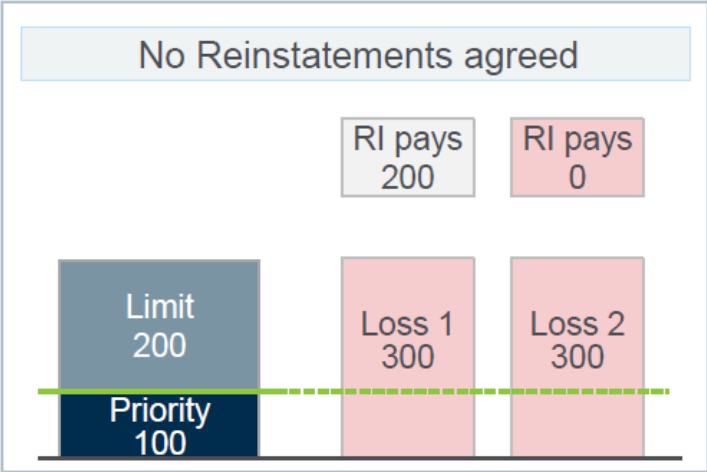 No Reinstatements agreed
RI pays
200
RI pays
0
Limit
200
Priority
100
Loss 1
300
Loss 2
300